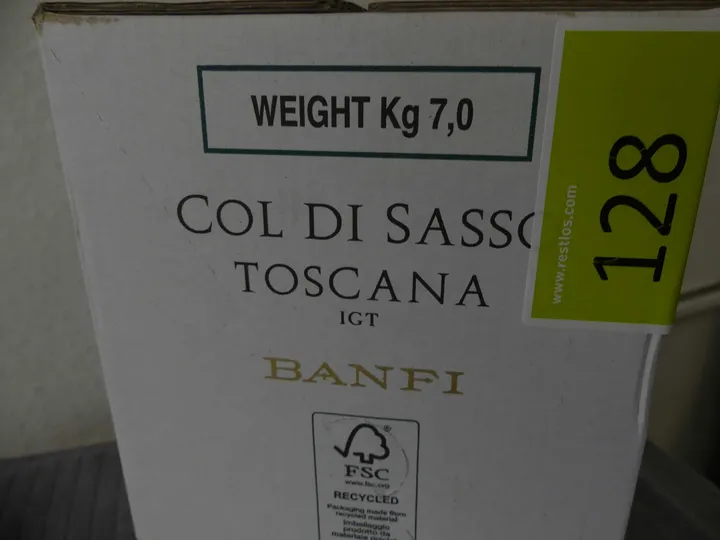 WEIGHT Kg 7,0
COL DI SASSO
TOSCANA
IGT
BANFI
FSC
®
www.fsc.org
RECYCLED
Packaging made from
recycled material
Imballaggio
prodotto da
www.restlos.com
128